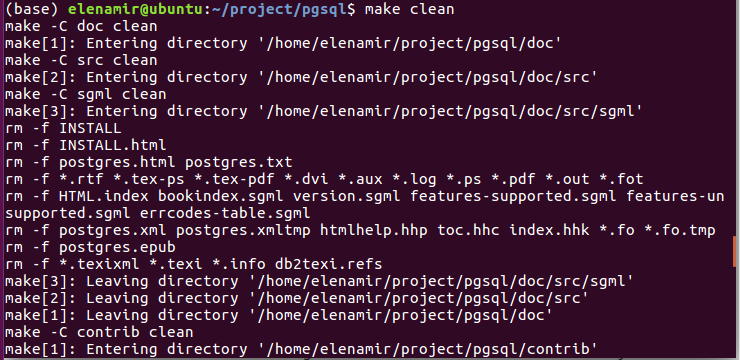 (base) elenamir@ubuntu:~/project/pgsql$ make clean
make -C doc clean
make[1]: Entering directory '/home/elenamir/project/pgsql/doc'
make -C src clean
make[2]: Entering directory '/home/elenamir/project/pgsql/doc/src'
make -C sgml clean
make[3]: Entering directory '/home/elenamir/project/pgsql/doc/src/sgml'
rm -f INSTALL
rm -f INSTALL.html
rm -f postgres.html postgres.txt
rm -f *.rtf *.tex-ps *.tex-pdf *.dvi *.aux *.log *.ps *.pdf *.out *.fot
rm -f HTML.index bookindex.sgml version.sgml features-supported.sgml features-un
supported.sgml errcodes-table.sgml
rm -f postgres.xml postgres.xmltmp htmlhelp.hhp toc.hhc index.hhk *.fo *.fo.tmp
rm -f postgres.epub
rm -f *.texixml *.texi *.info db2texi.refs
make[3]: Leaving directory '/home/elenamir/project/pgsql/doc/src/sgml'
make[2]: Leaving directory '/home/elenamir/project/pgsql/doc/src'
make[1]: Leaving directory '/home/elenamir/project/pgsql/doc'
make -C contrib clean
make[1]: Entering directory '/home/elenamir/project/pgsql/contrib'